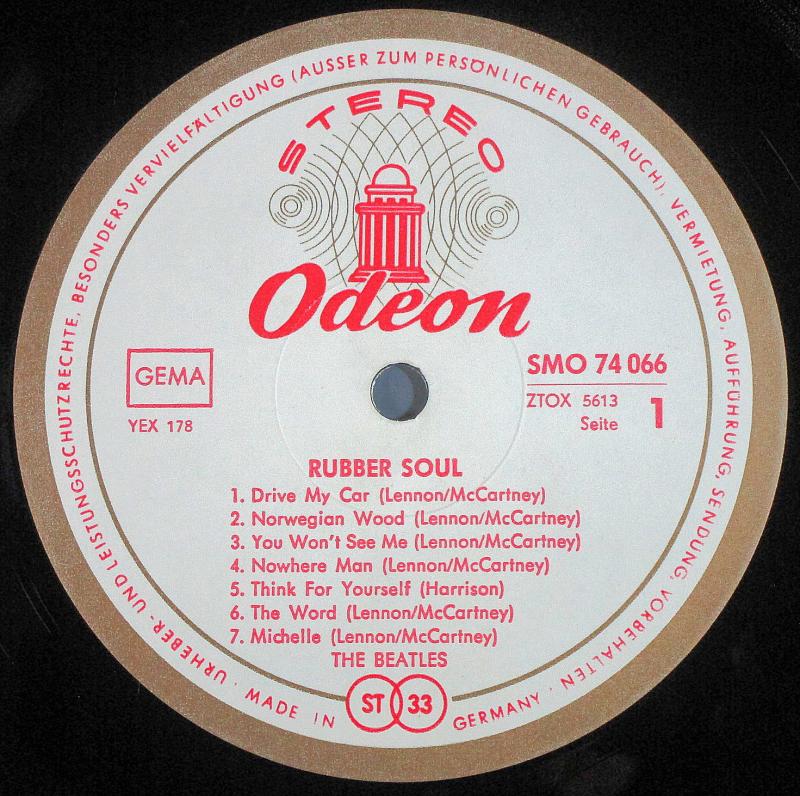 URHEBER- UND LEISTUNGSSCHUTZRECHTE, BESONDERS VERVIELFÄLTIGUNG (AUSSER ZUM PERSÖNLICHEN GEBRAUCH), VERMIETUNG, AUFFÜHRUNG, SENDUNG, VORBEHALTEN ·
STEREO
Odeon
GEMA
YEX 178
SMO 74 066
ZTOX 5613
Seite 1
RUBBER SOUL
1. Drive My Car (Lennon/McCartney)
2. Norwegian Wood (Lennon/McCartney)
3. You Won't See Me (Lennon/McCartney)
4. Nowhere Man (Lennon/McCartney)
5. Think For Yourself (Harrison)
6. The Word (Lennon/McCartney)
7. Michelle (Lennon/McCartney)
THE BEATLES
ST 33
· MADE IN GERMANY ·